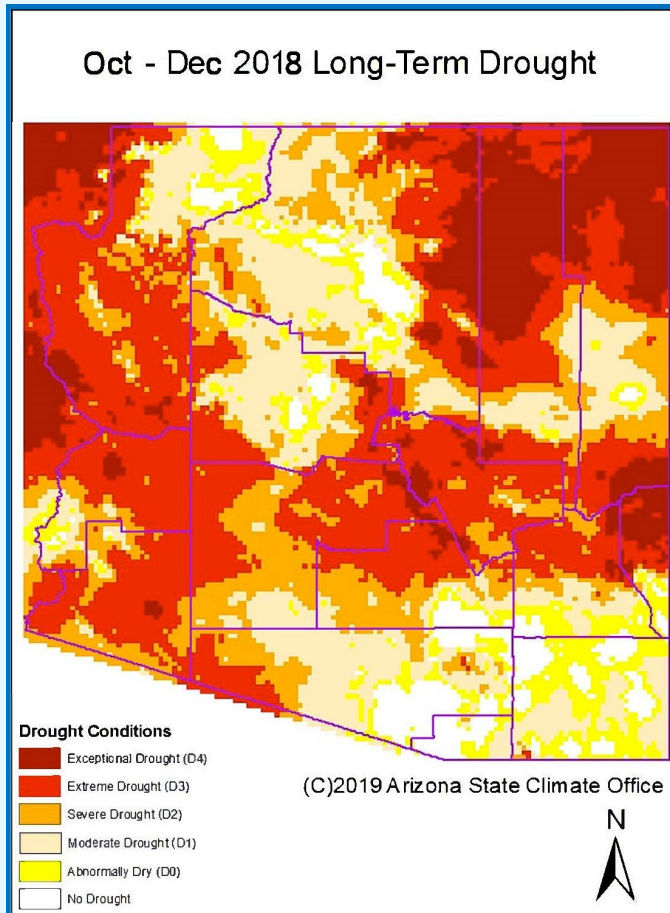 Oct - Dec 2018 Long-Term Drought
Drought Conditions
Exceptional Drought (D4)
Extreme Drought (D3)
Severe Drought (D2)
Moderate Drought (D1)
Abnormally Dry (D0)
No Drought
(C)2019 Arizona State Climate Office
N